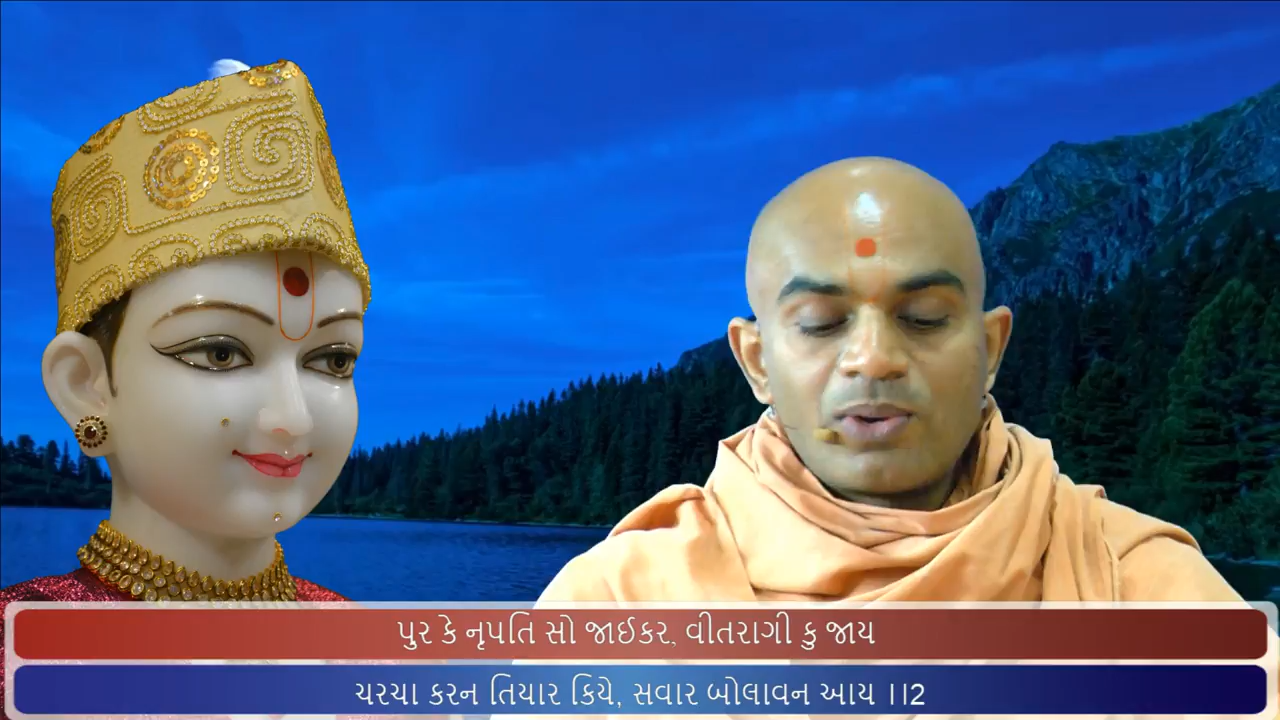 પુર કે નૃપતિ સો જાઈકર, વીતરાગી કુ જાય
ચરચા કરન તિયાર કિયે, સવાર બોલાવન આય ।।2